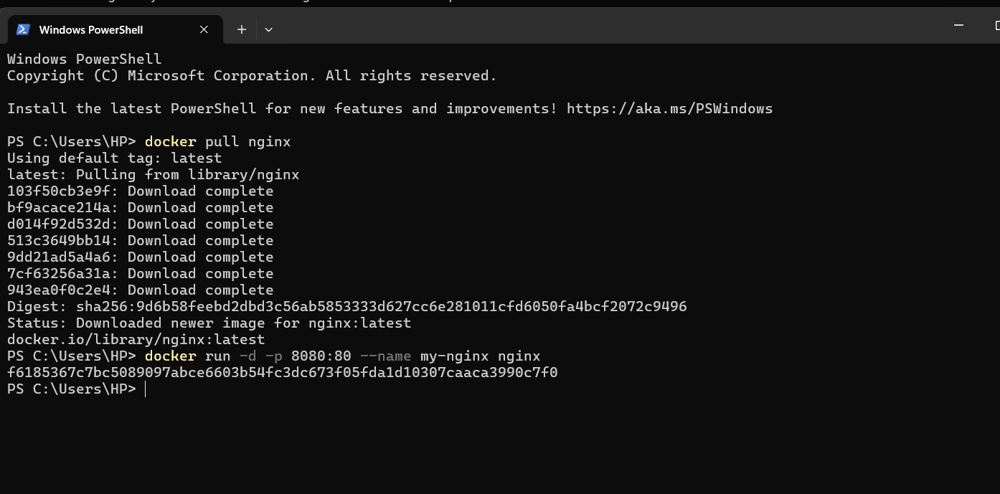 Windows PowerShell
Windows PowerShell
Copyright (C) Microsoft Corporation. All rights reserved.
Install the latest PowerShell for new features and improvements! https://aka.ms/PSWindows
PS C:\Users\HP> docker pull nginx
Using default tag: latest
latest: Pulling from library/nginx
103f50cb3e9f: Download complete
bf9acace214a: Download complete
d014f92d532d: Download complete
513c3649bb14: Download complete
9dd21ad5a4a6: Download complete
7cf63256a31a: Download complete
943ea0f0c2e4: Download complete
Digest: sha256:9d6b58feebd2dbd3c56ab5853333d627cc6e281011cfd6050fa4bcf2072c9496
Status: Downloaded newer image for nginx:latest
docker.io/library/nginx:latest
PS C:\Users\HP> docker run -d -p 8080:80 --name my-nginx nginx
f6185367c7bc5089097abce6603b54fc3dc673f05fda1d10307caaca3990c7f0
PS C:\Users\HP>